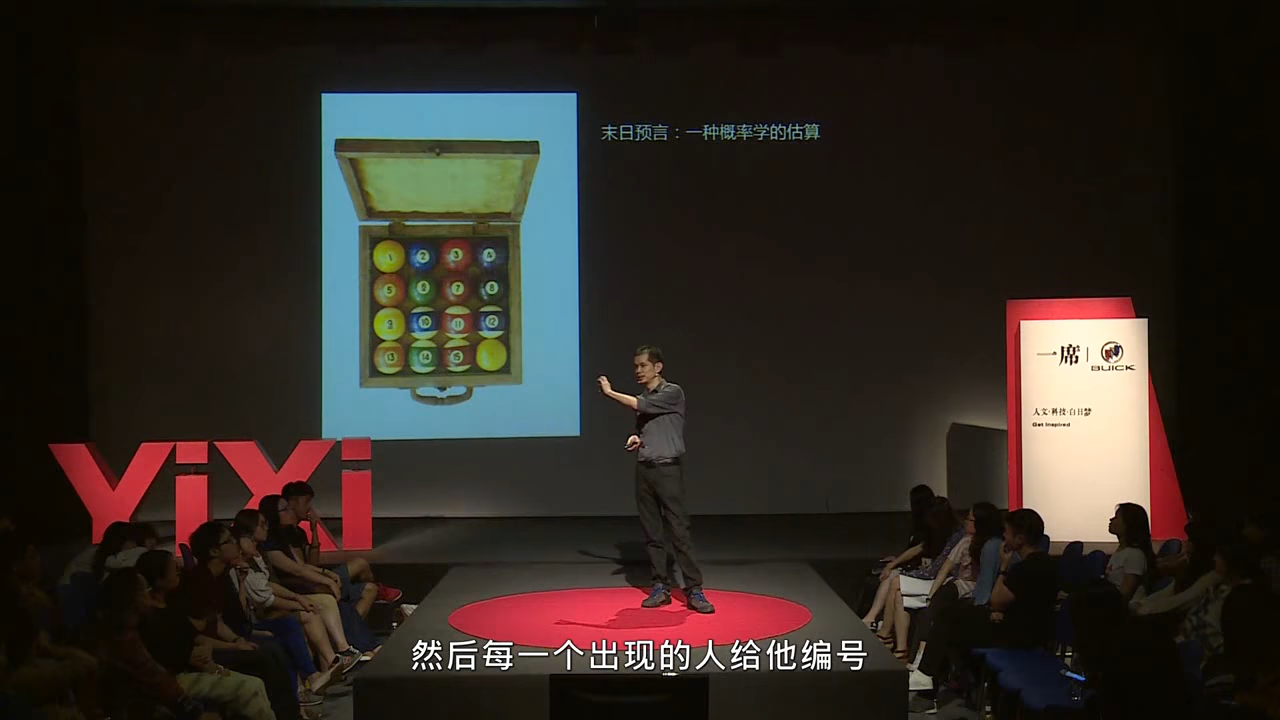 末日预言：一种概率学的估算
1 2 3 4
5 6 7 8
9 10 11 12
13 14 15
YiXi
一席
BUICK
人文·科技·白日梦
Get Inspired
然后每一个出现的人给他编号